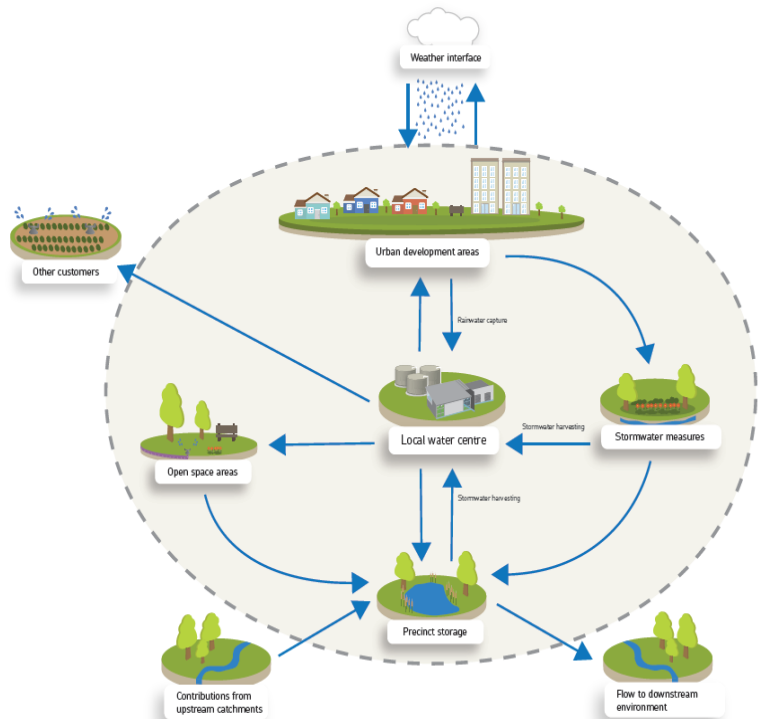 Weather interface
Urban development areas
Other customers
Rainwater capture
Local water centre
Stormwater harvesting
Stormwater measures
Open space areas
Stormwater harvesting
Precinct storage
Contributions from
upstream catchments
Flow to downstream
environment